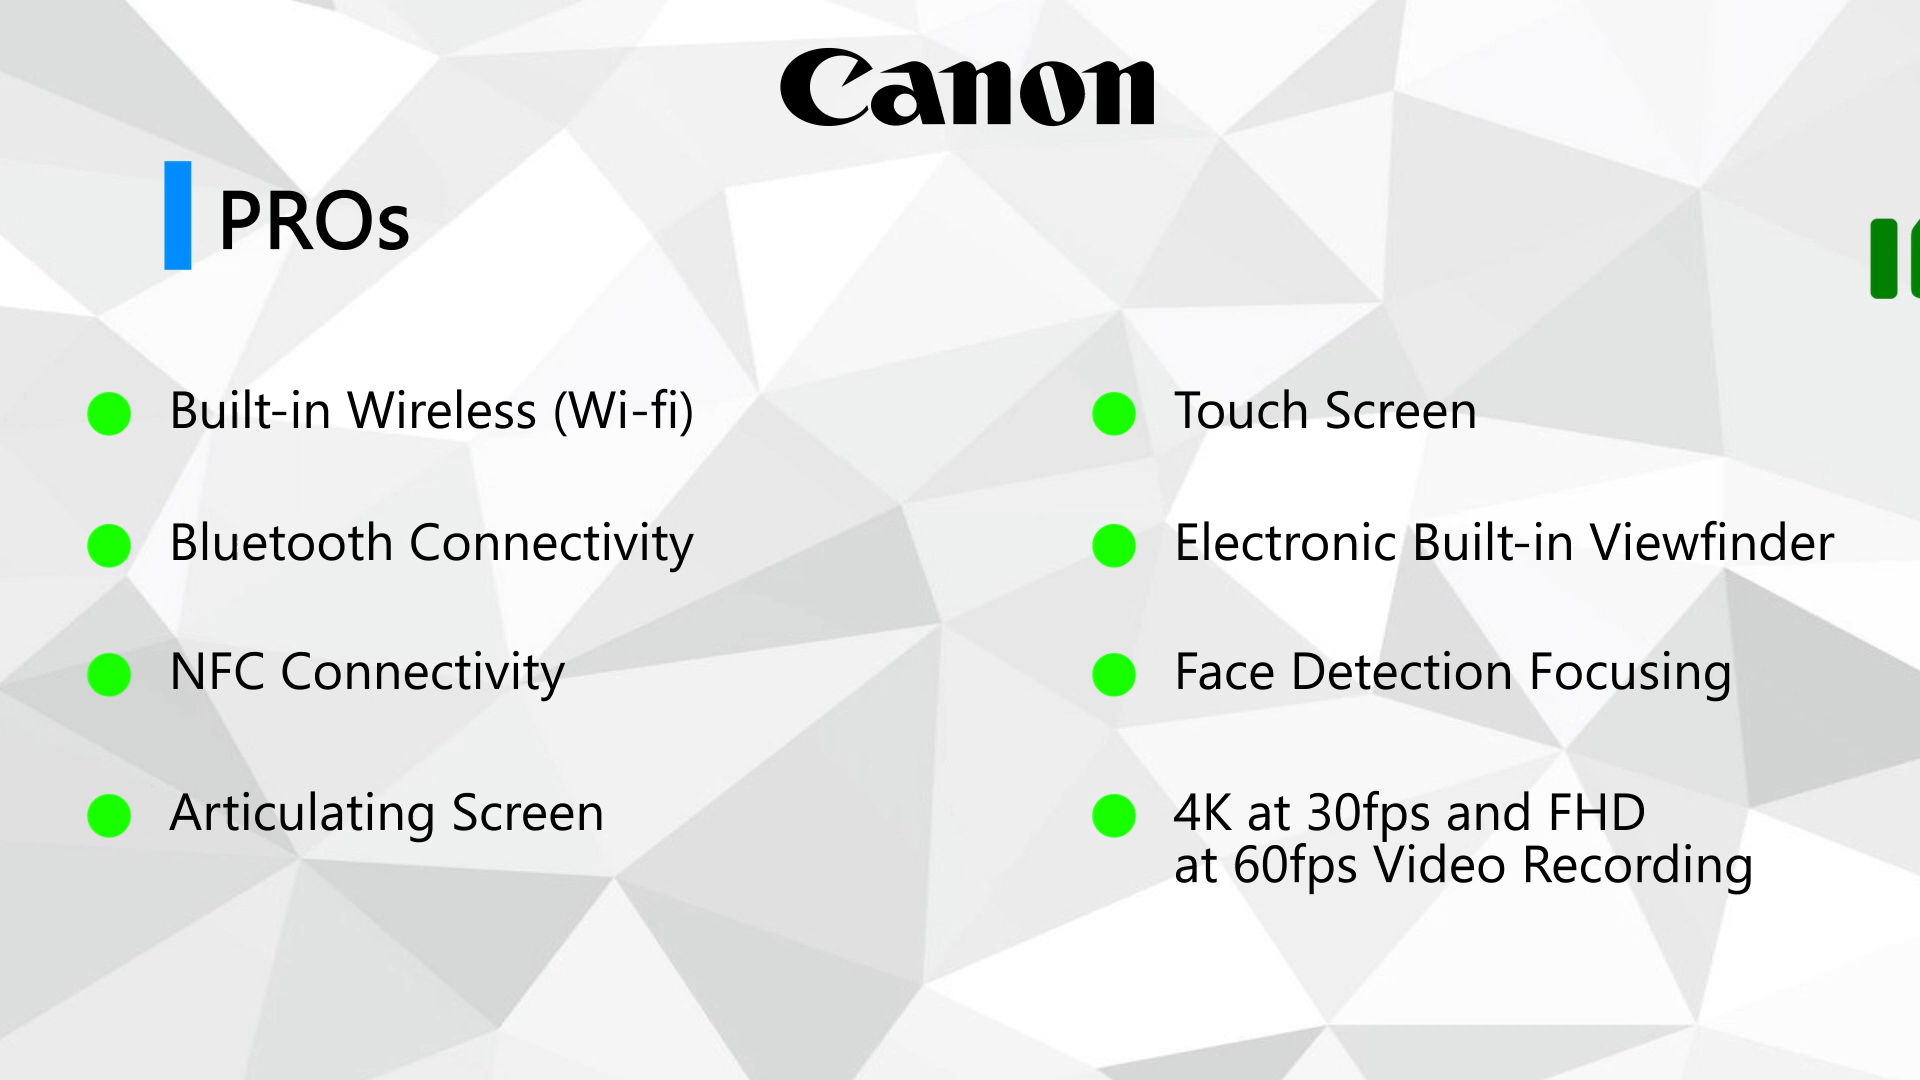 Canon
PROs
Built-in Wireless (Wi-fi)
Bluetooth Connectivity
NFC Connectivity
Articulating Screen
Touch Screen
Electronic Built-in Viewfinder
Face Detection Focusing
4K at 30fps and FHD
at 60fps Video Recording